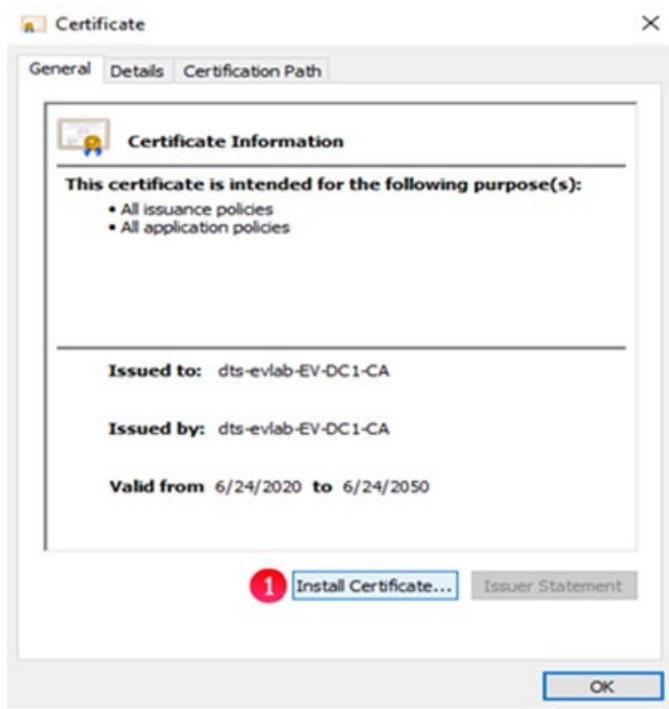 Certificate
General Details Certification Path
Certificate Information
This certificate is intended for the following purpose(s):
• All issuance policies
• All application policies
Issued to: dts-evlab-EV-DC1-CA
Issued by: dts-evlab-EV-DC1-CA
Valid from 6/24/2020 to 6/24/2050
1 Install Certificate... Issuer Statement
OK